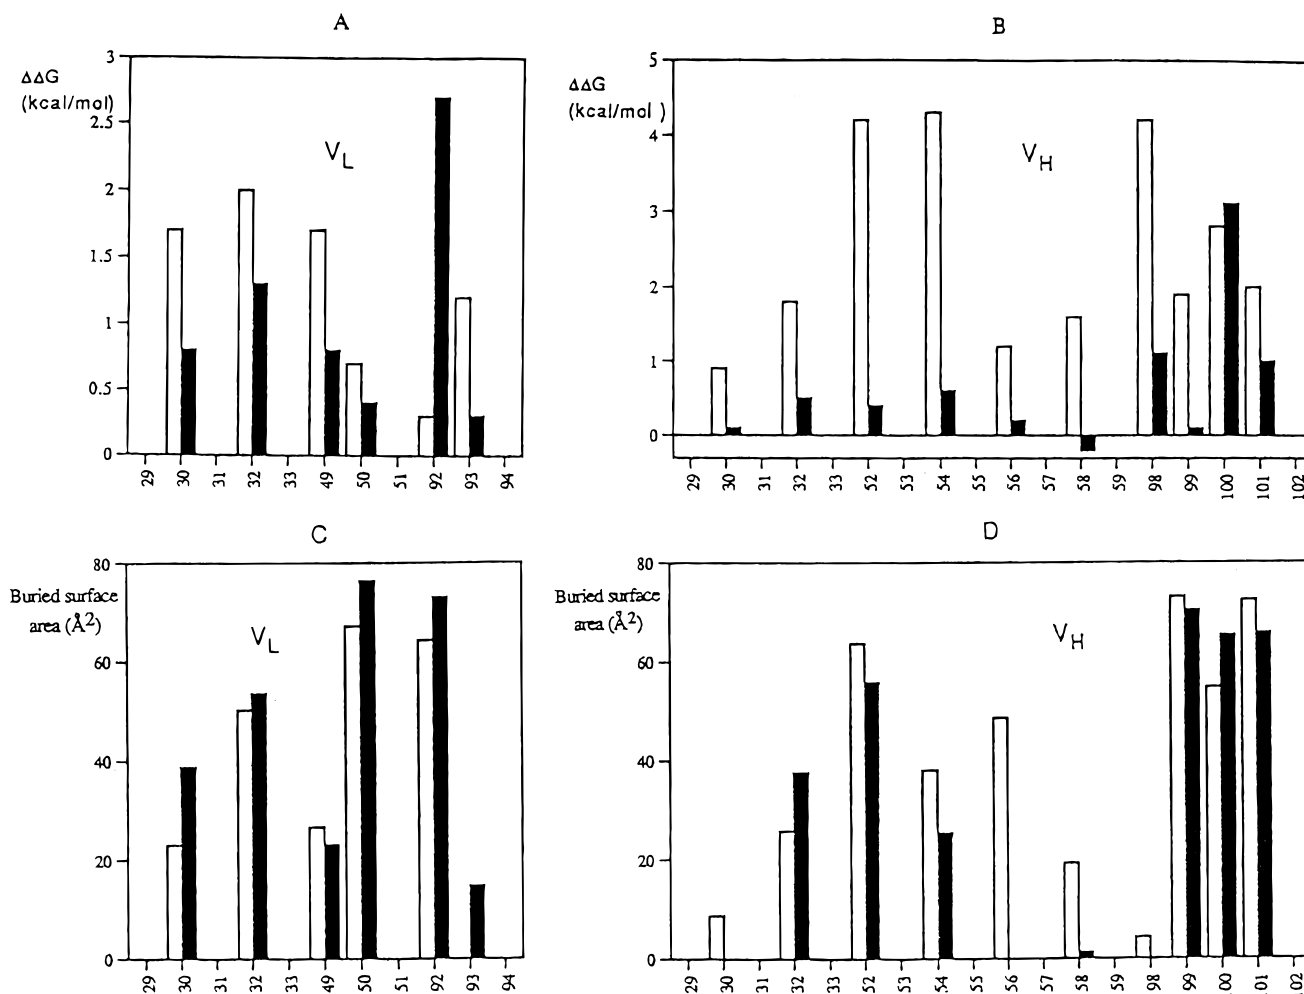 A
3
ΔΔG
(kcal/mol)
2.5
2
1.5
1
0.5
0
V L
29 30 31 32 33 49 50 51 92 93 94
B
5
ΔΔG
(kcal/mol )
4
3
2
1
0
V H
29 30 31 32 33 52 53 54 55 56 57 58 59 98 99 100 101 102
C
80
Buried surface
area (Å2)
60
40
20
0
V L
29 30 31 32 33 49 50 51 92 93 94
D
80
Buried surface
area (Å2)
60
40
20
0
V H
29 30 31 32 33 52 53 54 55 56 57 58 59 98 99 00 01 02